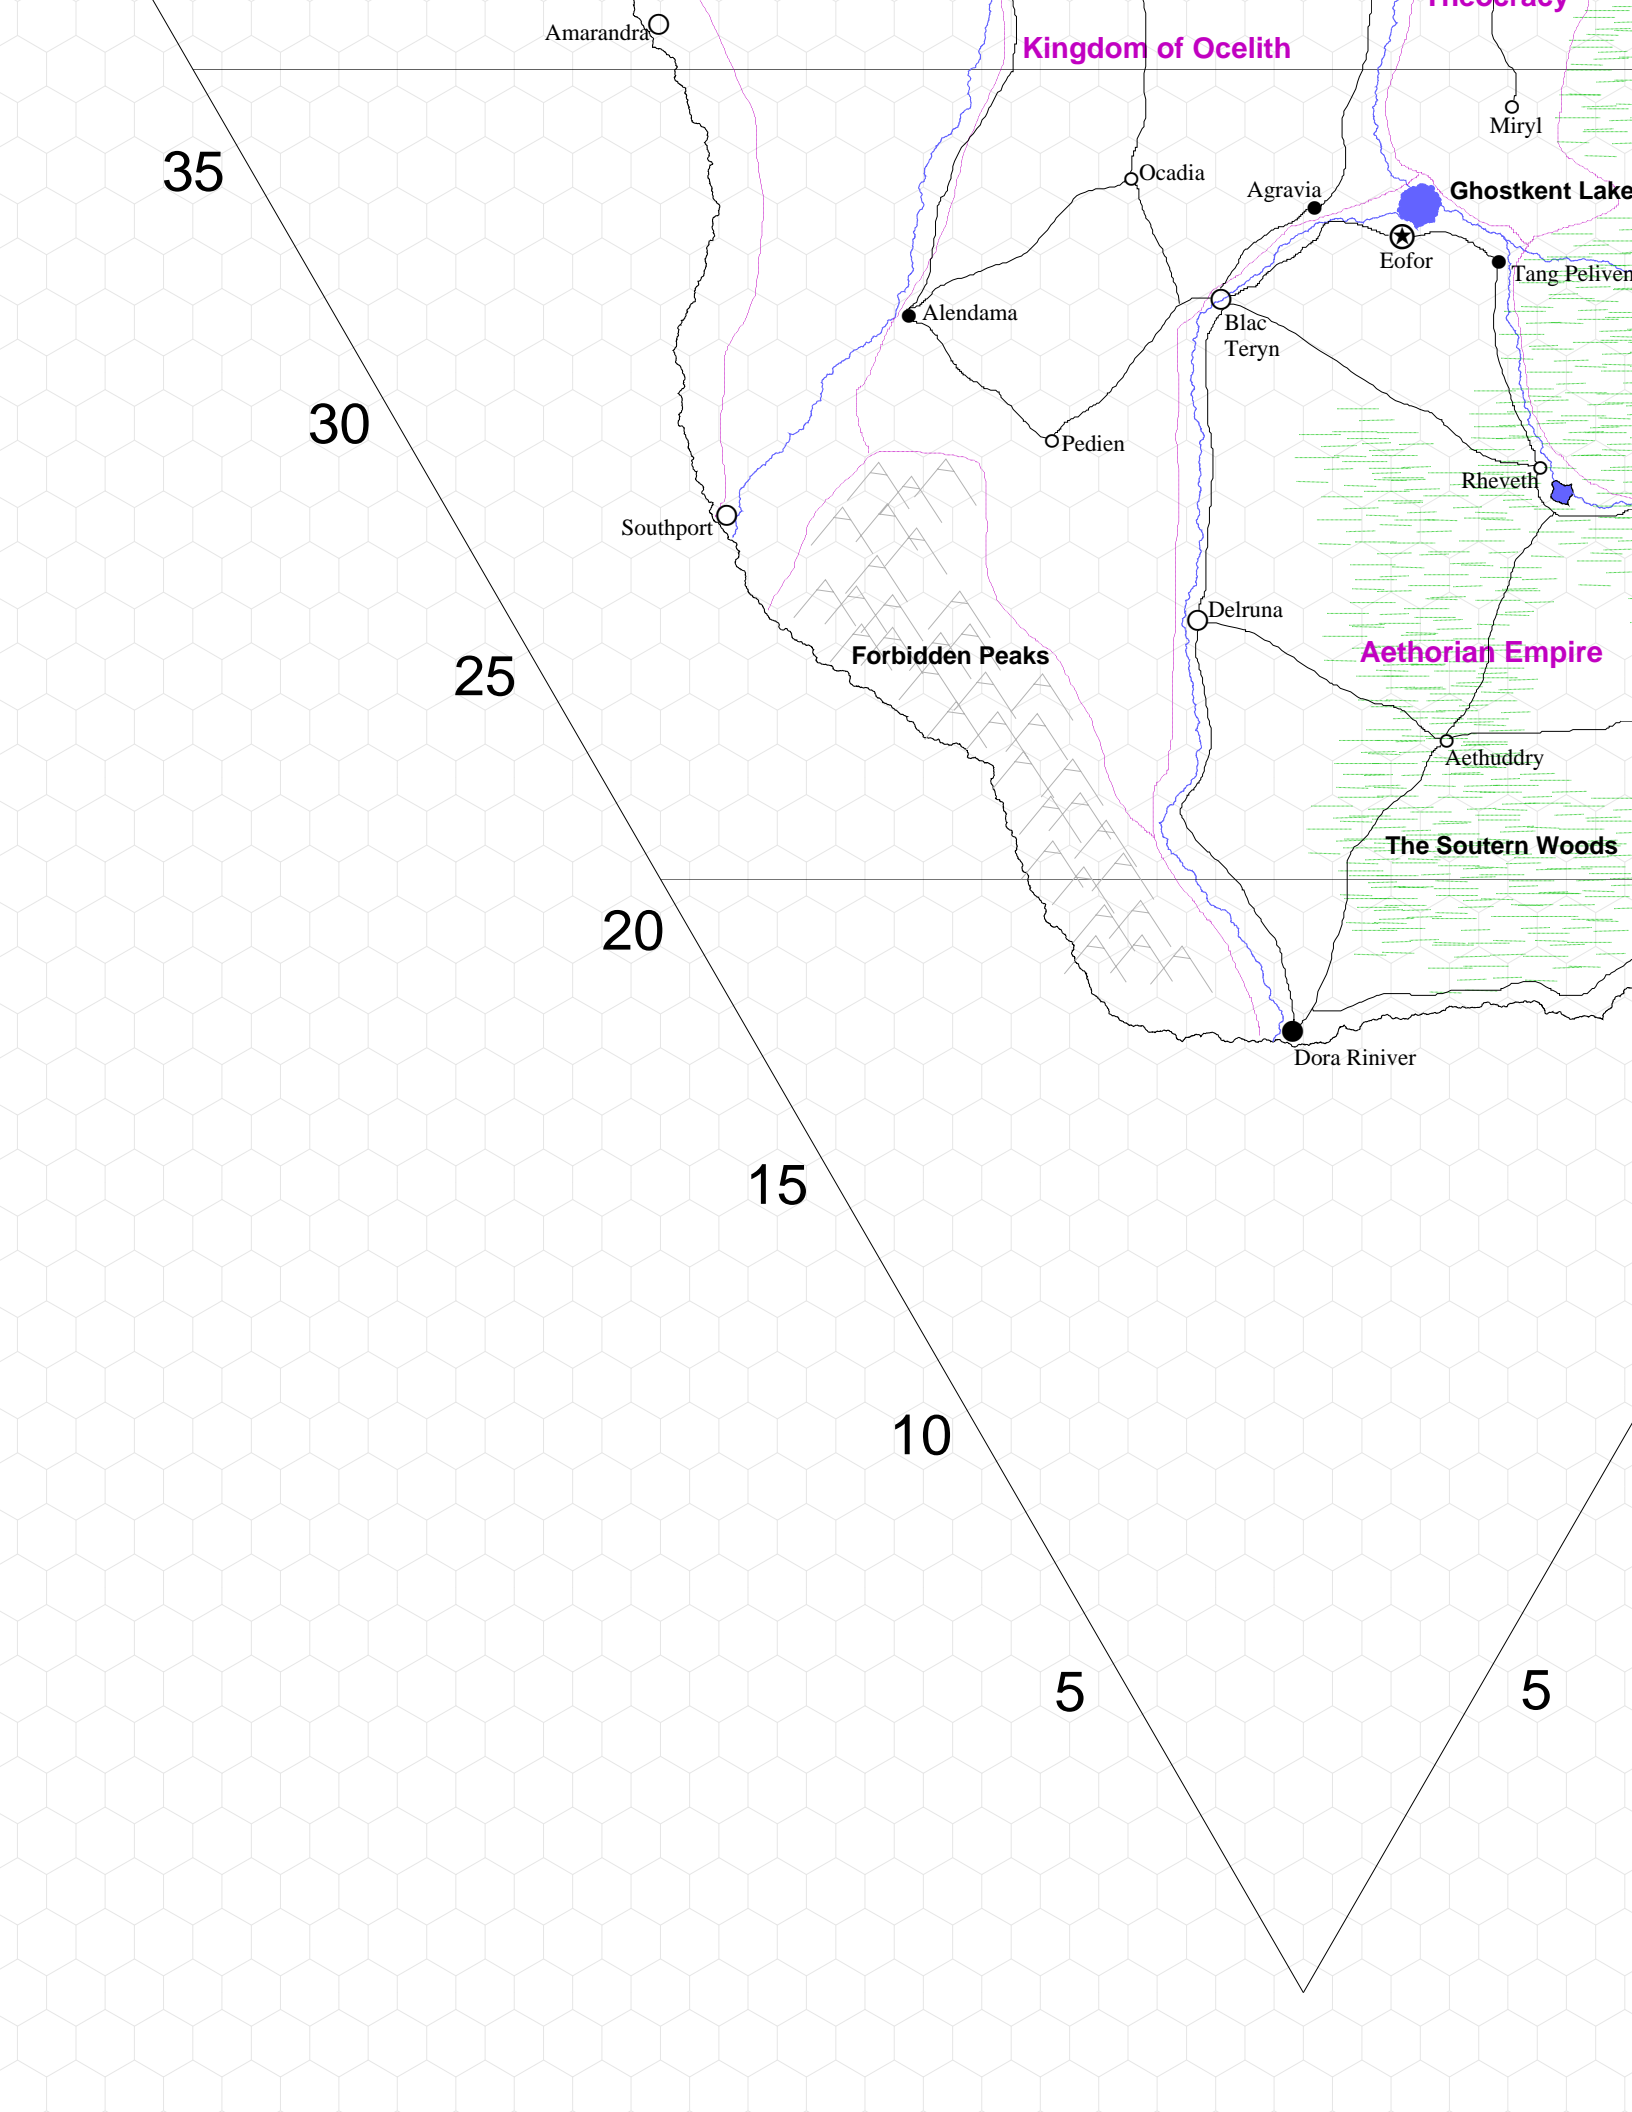 Theocracy
Amarandra
Kingdom of Ocelith
Miryl
35
Ocadia
Agravia
Ghostkent Lake
Eofor
Tang Peliven
Alendama
Blac
Teryn
30
Pedien
Rheveth
Southport
Delruna
25
Forbidden Peaks
Aethorian Empire
Aethuddry
The Soutern Woods
20
Dora Riniver
15
10
5
5